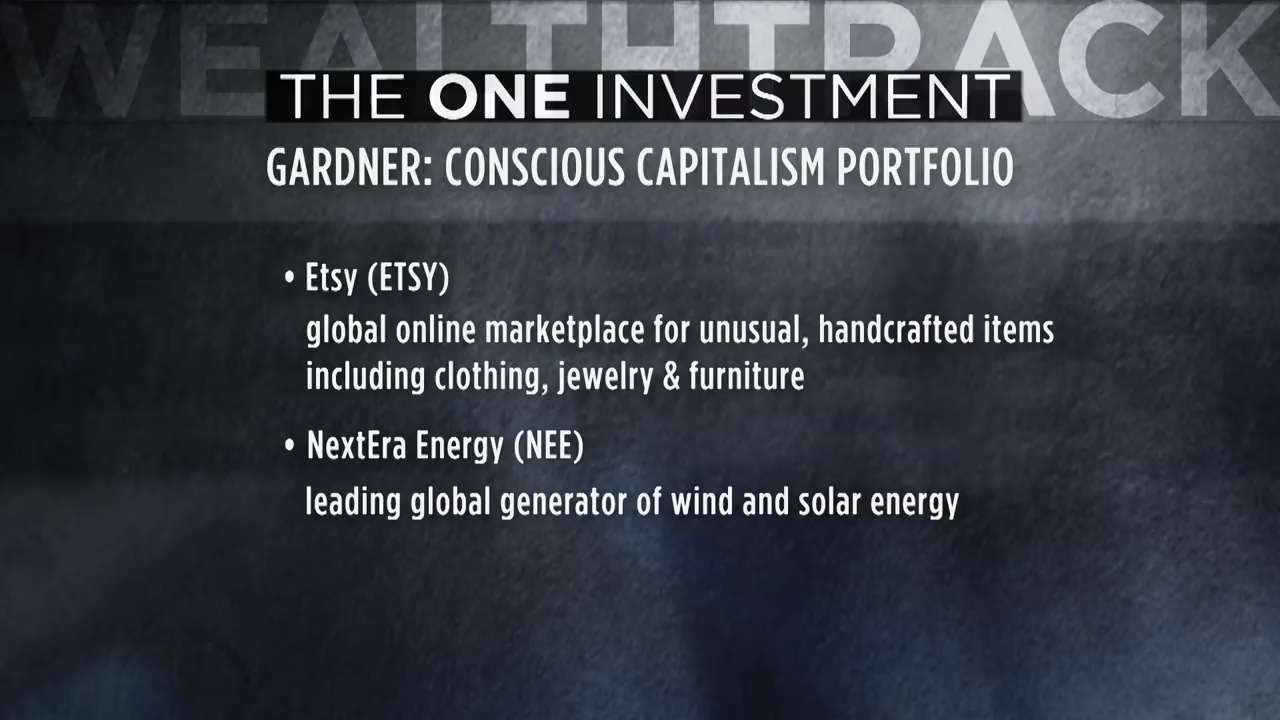 WEALTHTRACK
THE ONE INVESTMENT
GARDNER: CONSCIOUS CAPITALISM PORTFOLIO
• Etsy (ETSY)
global online marketplace for unusual, handcrafted items
including clothing, jewelry & furniture
• NextEra Energy (NEE)
leading global generator of wind and solar energy